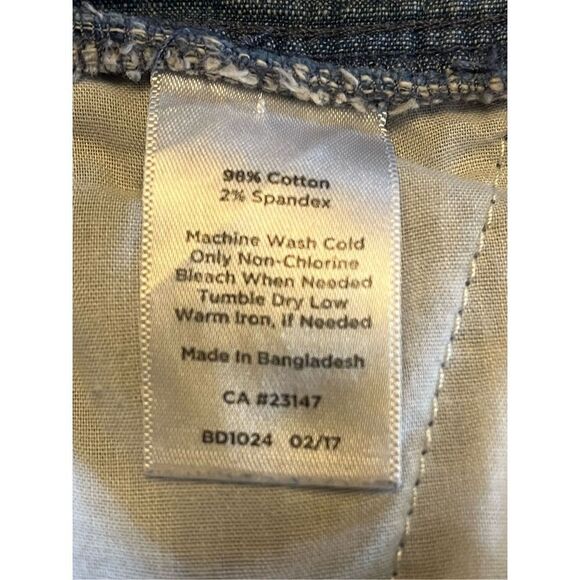 98% Cotton
2% Spandex
Machine Wash Cold
Only Non-Chlorine
Bleach When Needed
Tumble Dry Low
Warm Iron, if Needed
Made in Bangladesh
CA #23147
BD1024 02/17